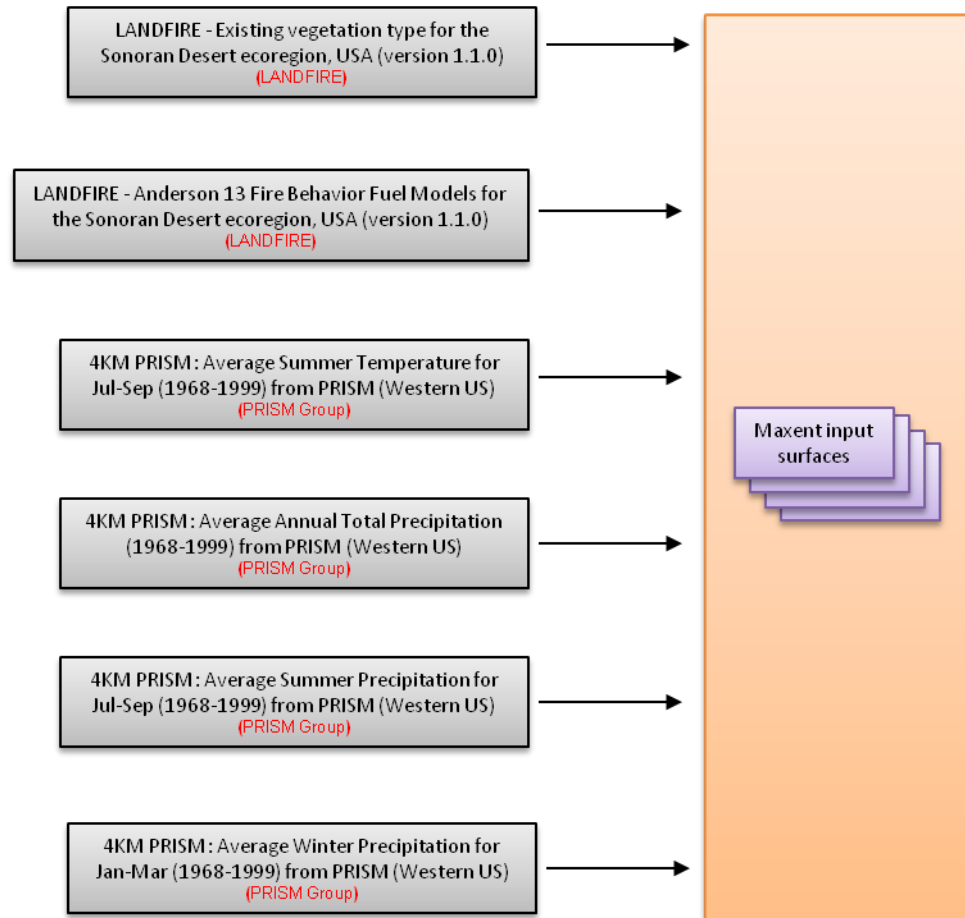 LANDFIRE - Existing vegetation type for the
Sonoran Desert ecoregion, USA (version 1.1.0)
(LANDFIRE)
LANDFIRE - Anderson 13 Fire Behavior Fuel Models for
the Sonoran Desert ecoregion, USA (version 1.1.0)
(LANDFIRE)
4KM PRISM: Average Summer Temperature for
Jul-Sep (1968-1999) from PRISM (Western US)
(PRISM Group)
Maxent input
surfaces
4KM PRISM: Average Annual Total Precipitation
(1968-1999) from PRISM (Western US)
(PRISM Group)
4KM PRISM: Average Summer Precipitation for
Jul-Sep (1968-1999) from PRISM (Western US)
(PRISM Group)
4KM PRISM: Average Winter Precipitation for
Jan-Mar (1968-1999) from PRISM (Western US)
(PRISM Group)